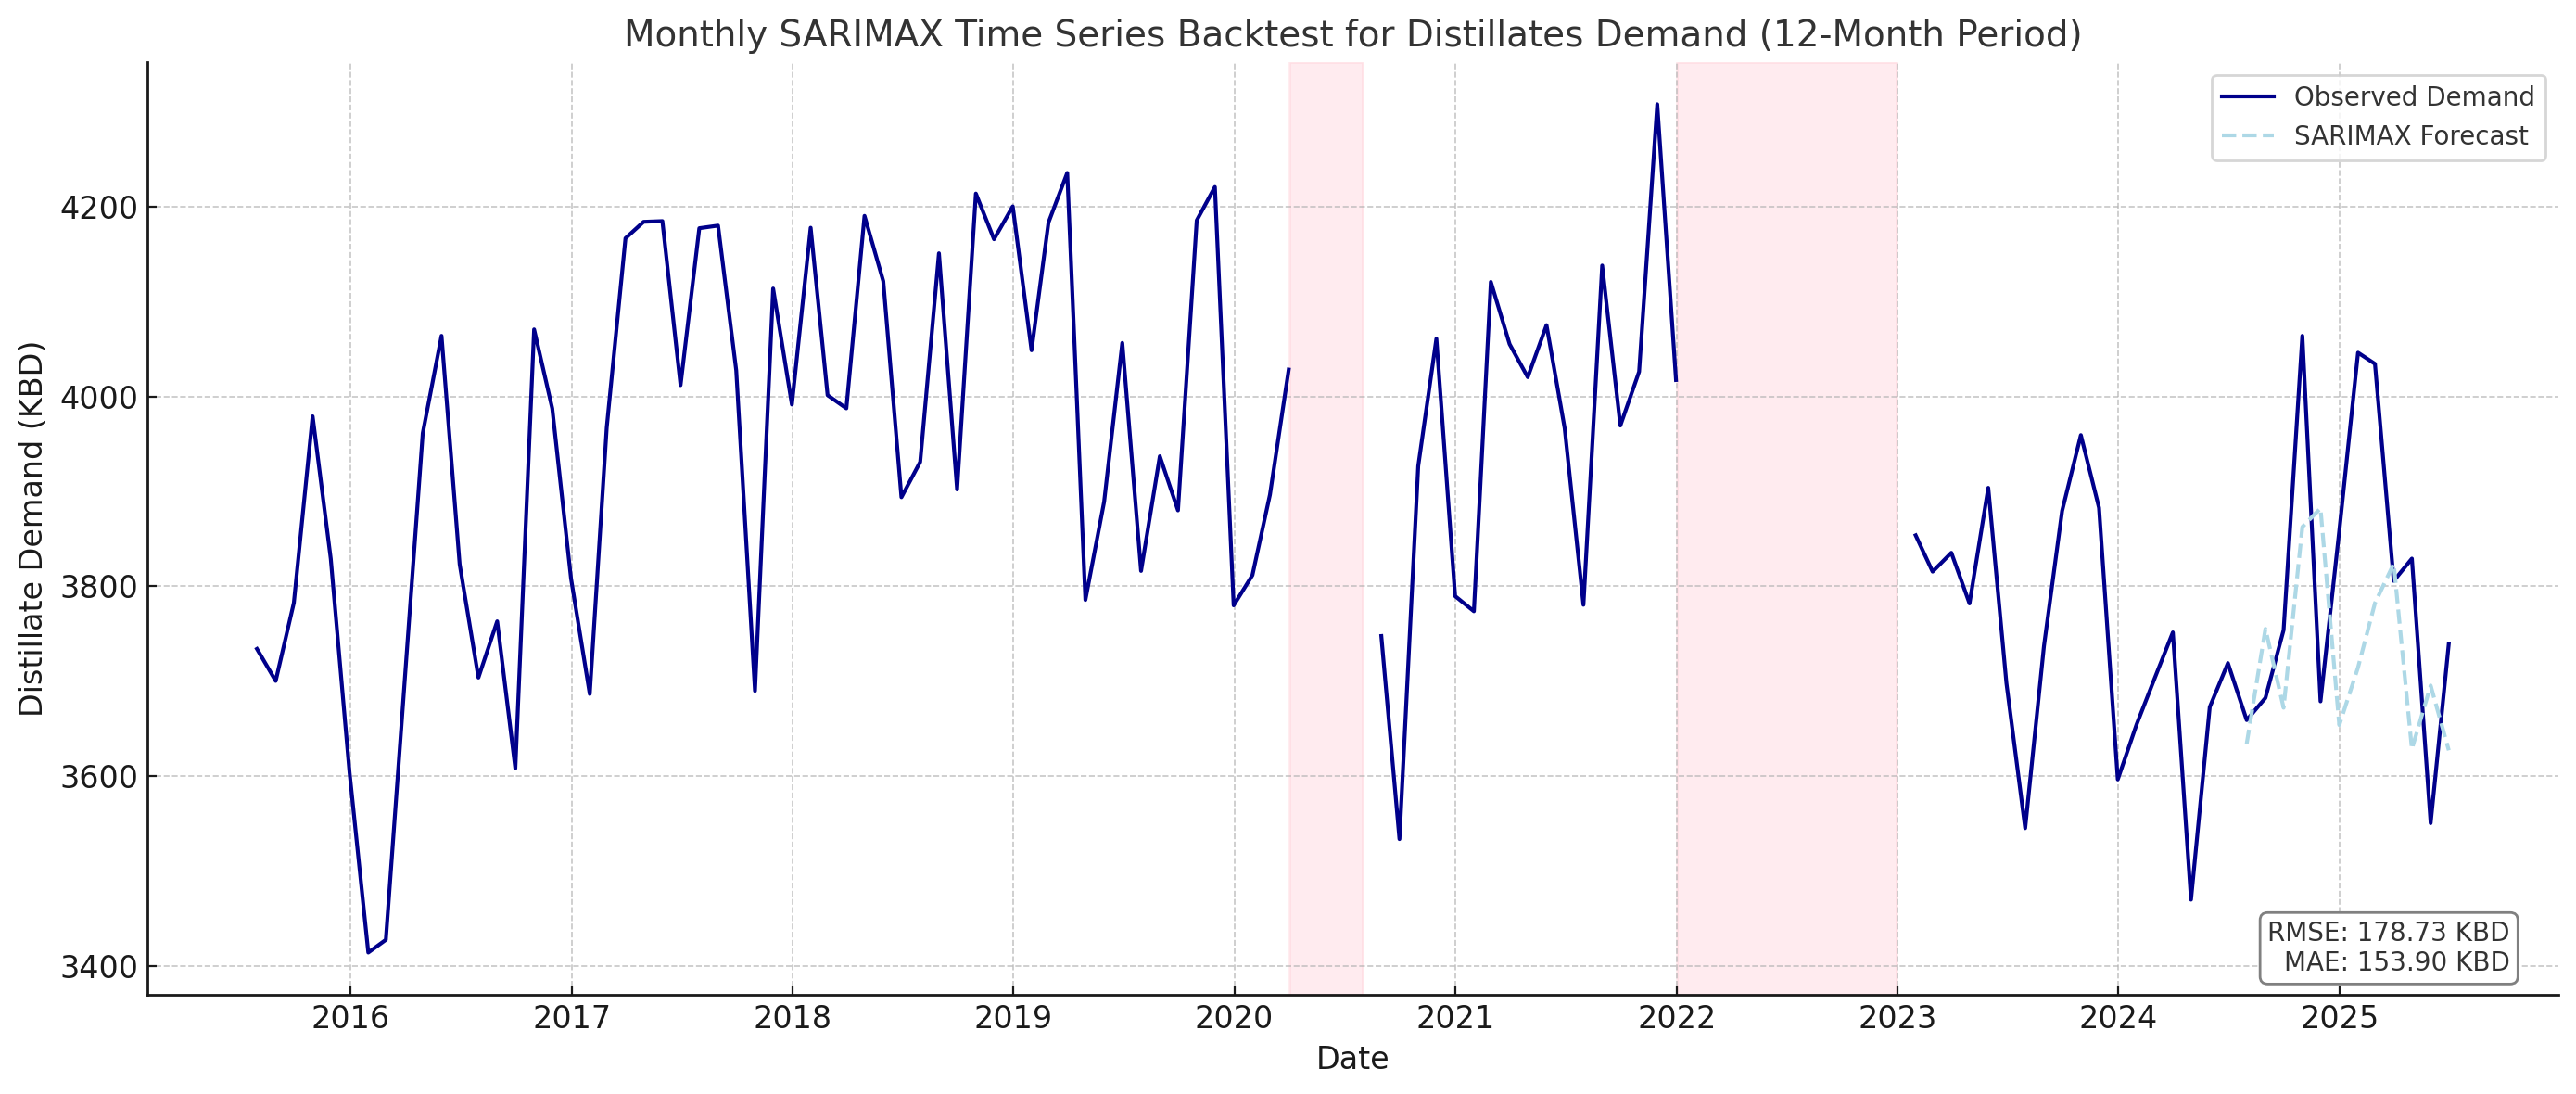 Monthly SARIMAX Time Series Backtest for Distillates Demand (12-Month Period)
Observed Demand
SARIMAX Forecast
Distillate Demand (KBD)
4200
4000
3800
3600
3400
RMSE: 178.73 KBD
MAE: 153.90 KBD
2016 2017 2018 2019 2020 2021 2022 2023 2024 2025
Date